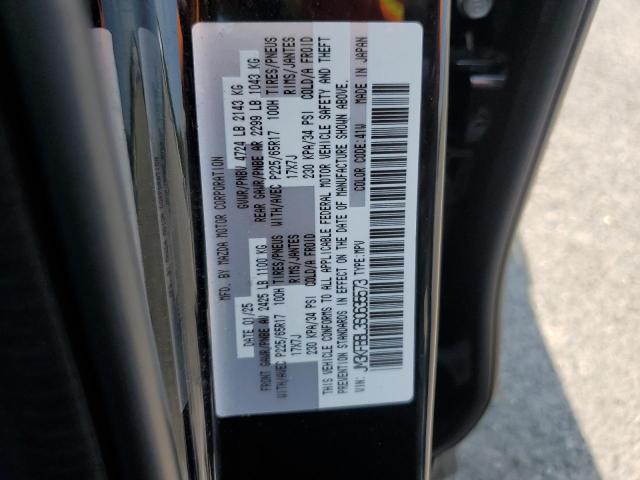 MFD. BY MAZDA MOTOR CORPORATION
DATE 01/25 GVWR/PNBV 4724 LB 2143 KG
FRONT GAWR/PNBE AV 2425 LB 1100 KG REAR GAWR/PNBE AR 2299 LB 1043 KG
WITH/AVEC P225/65R17 100H TIRES/PNEUS WITH/AVEC P225/65R17 100H TIRES/PNEUS
17X7J RIMS/JANTES 17X7J RIMS/JANTES
230 KPA/34 PSI COLD/A FROID 230 KPA/34 PSI COLD/A FROID
THIS VEHICLE CONFORMS TO ALL APPLICABLE FEDERAL MOTOR VEHICLE SAFETY AND THEFT
PREVENTION STANDARDS IN EFFECT ON THE DATE OF MANUFACTURE SHOWN ABOVE.
VIN: JM3KFBBL3S0635573 TYPE:MPV COLOR CODE:41W MADE IN JAPAN